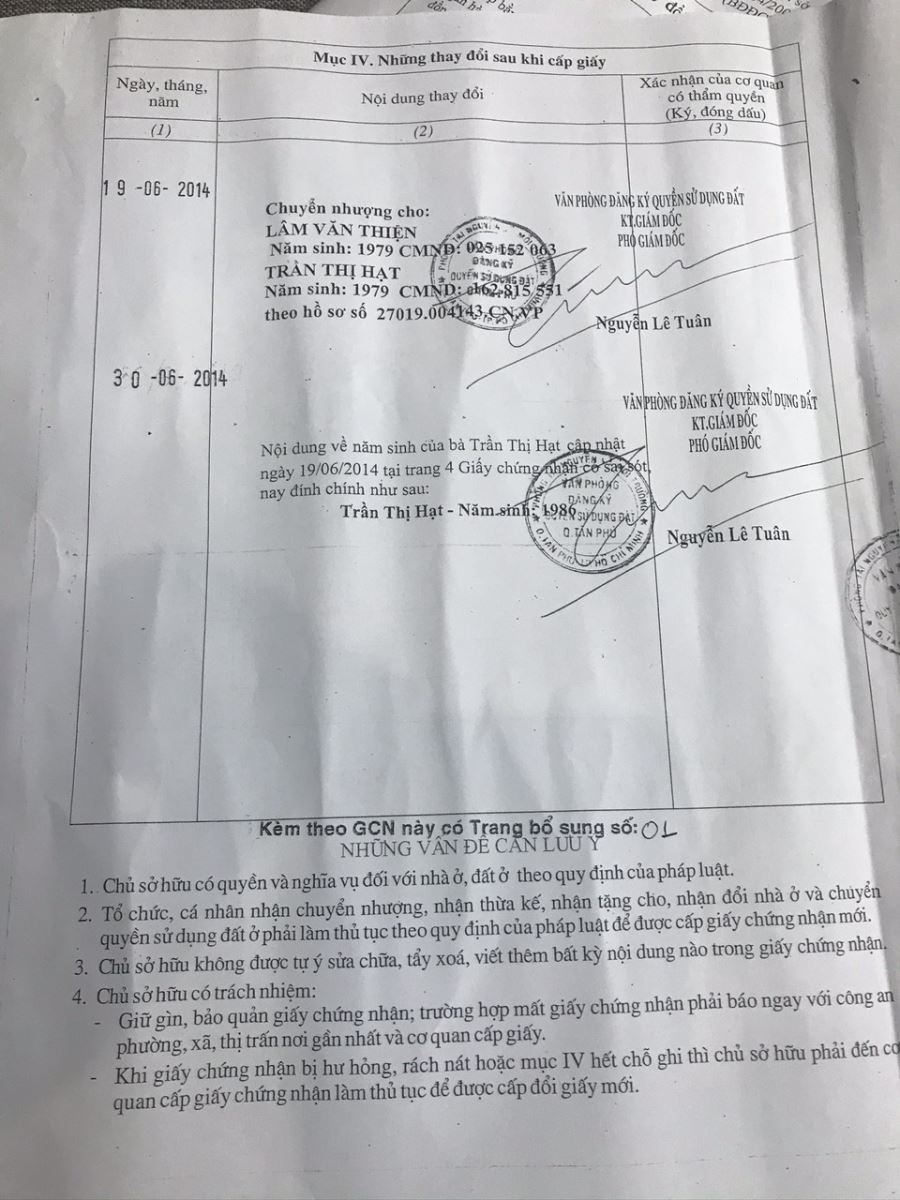 Mục IV. Những thay đổi sau khi cấp giấy
Ngày, tháng, năm
Nội dung thay đổi
Xác nhận của cơ quan
có thẩm quyền
(Ký, đóng dấu)
(1)
(2)
(3)
19 -06- 2014
Chuyển nhượng cho:
LÂM VĂN THIỆN
Năm sinh: 1979 CMND: 025 152 063
TRẦN THỊ HẠT
Năm sinh: 1979 CMND: 162 815 551
theo hồ sơ số 27019.004143.CN.VP
VĂN PHÒNG ĐĂNG KÝ QUYỀN SỬ DỤNG ĐẤT
KT.GIÁM ĐỐC
PHÓ GIÁM ĐỐC
ĐĂNG KÝ
QUYỀN SỬ DỤNG ĐẤT
Nguyễn Lê Tuân
30 -06- 2014
Nội dung về năm sinh của bà Trần Thị Hạt cập nhật
ngày 19/06/2014 tại trang 4 Giấy chứng nhận có sai sót,
nay đính chính như sau:
Trần Thị Hạt - Năm sinh: 1986
VĂN PHÒNG ĐĂNG KÝ QUYỀN SỬ DỤNG ĐẤT
KT.GIÁM ĐỐC
PHÓ GIÁM ĐỐC
VĂN PHÒNG
ĐĂNG KÝ
QUYỀN SỬ DỤNG ĐẤT
Q.TÂN PHÚ
Q.TÂN PHÚ TP HỒ CHÍ MINH
Nguyễn Lê Tuân
Kèm theo GCN này có Trang bổ sung số: 01
NHỮNG VẤN ĐỀ CẦN LƯU Ý
1. Chủ sở hữu có quyền và nghĩa vụ đối với nhà ở, đất ở theo quy định của pháp luật.
2. Tổ chức, cá nhân nhận chuyển nhượng, nhận thừa kế, nhận tặng cho, nhận đổi nhà ở và chuyển
quyền sử dụng đất ở phải làm thủ tục theo quy định của pháp luật để được cấp giấy chứng nhận mới.
3. Chủ sở hữu không được tự ý sửa chữa, tẩy xoá, viết thêm bất kỳ nội dung nào trong giấy chứng nhận.
4. Chủ sở hữu có trách nhiệm:
- Giữ gìn, bảo quản giấy chứng nhận; trường hợp mất giấy chứng nhận phải báo ngay với công an
phường, xã, thị trấn nơi gần nhất và cơ quan cấp giấy.
- Khi giấy chứng nhận bị hư hỏng, rách nát hoặc mục IV hết chỗ ghi thì chủ sở hữu phải đến cơ
quan cấp giấy chứng nhận làm thủ tục để được cấp đổi giấy mới.